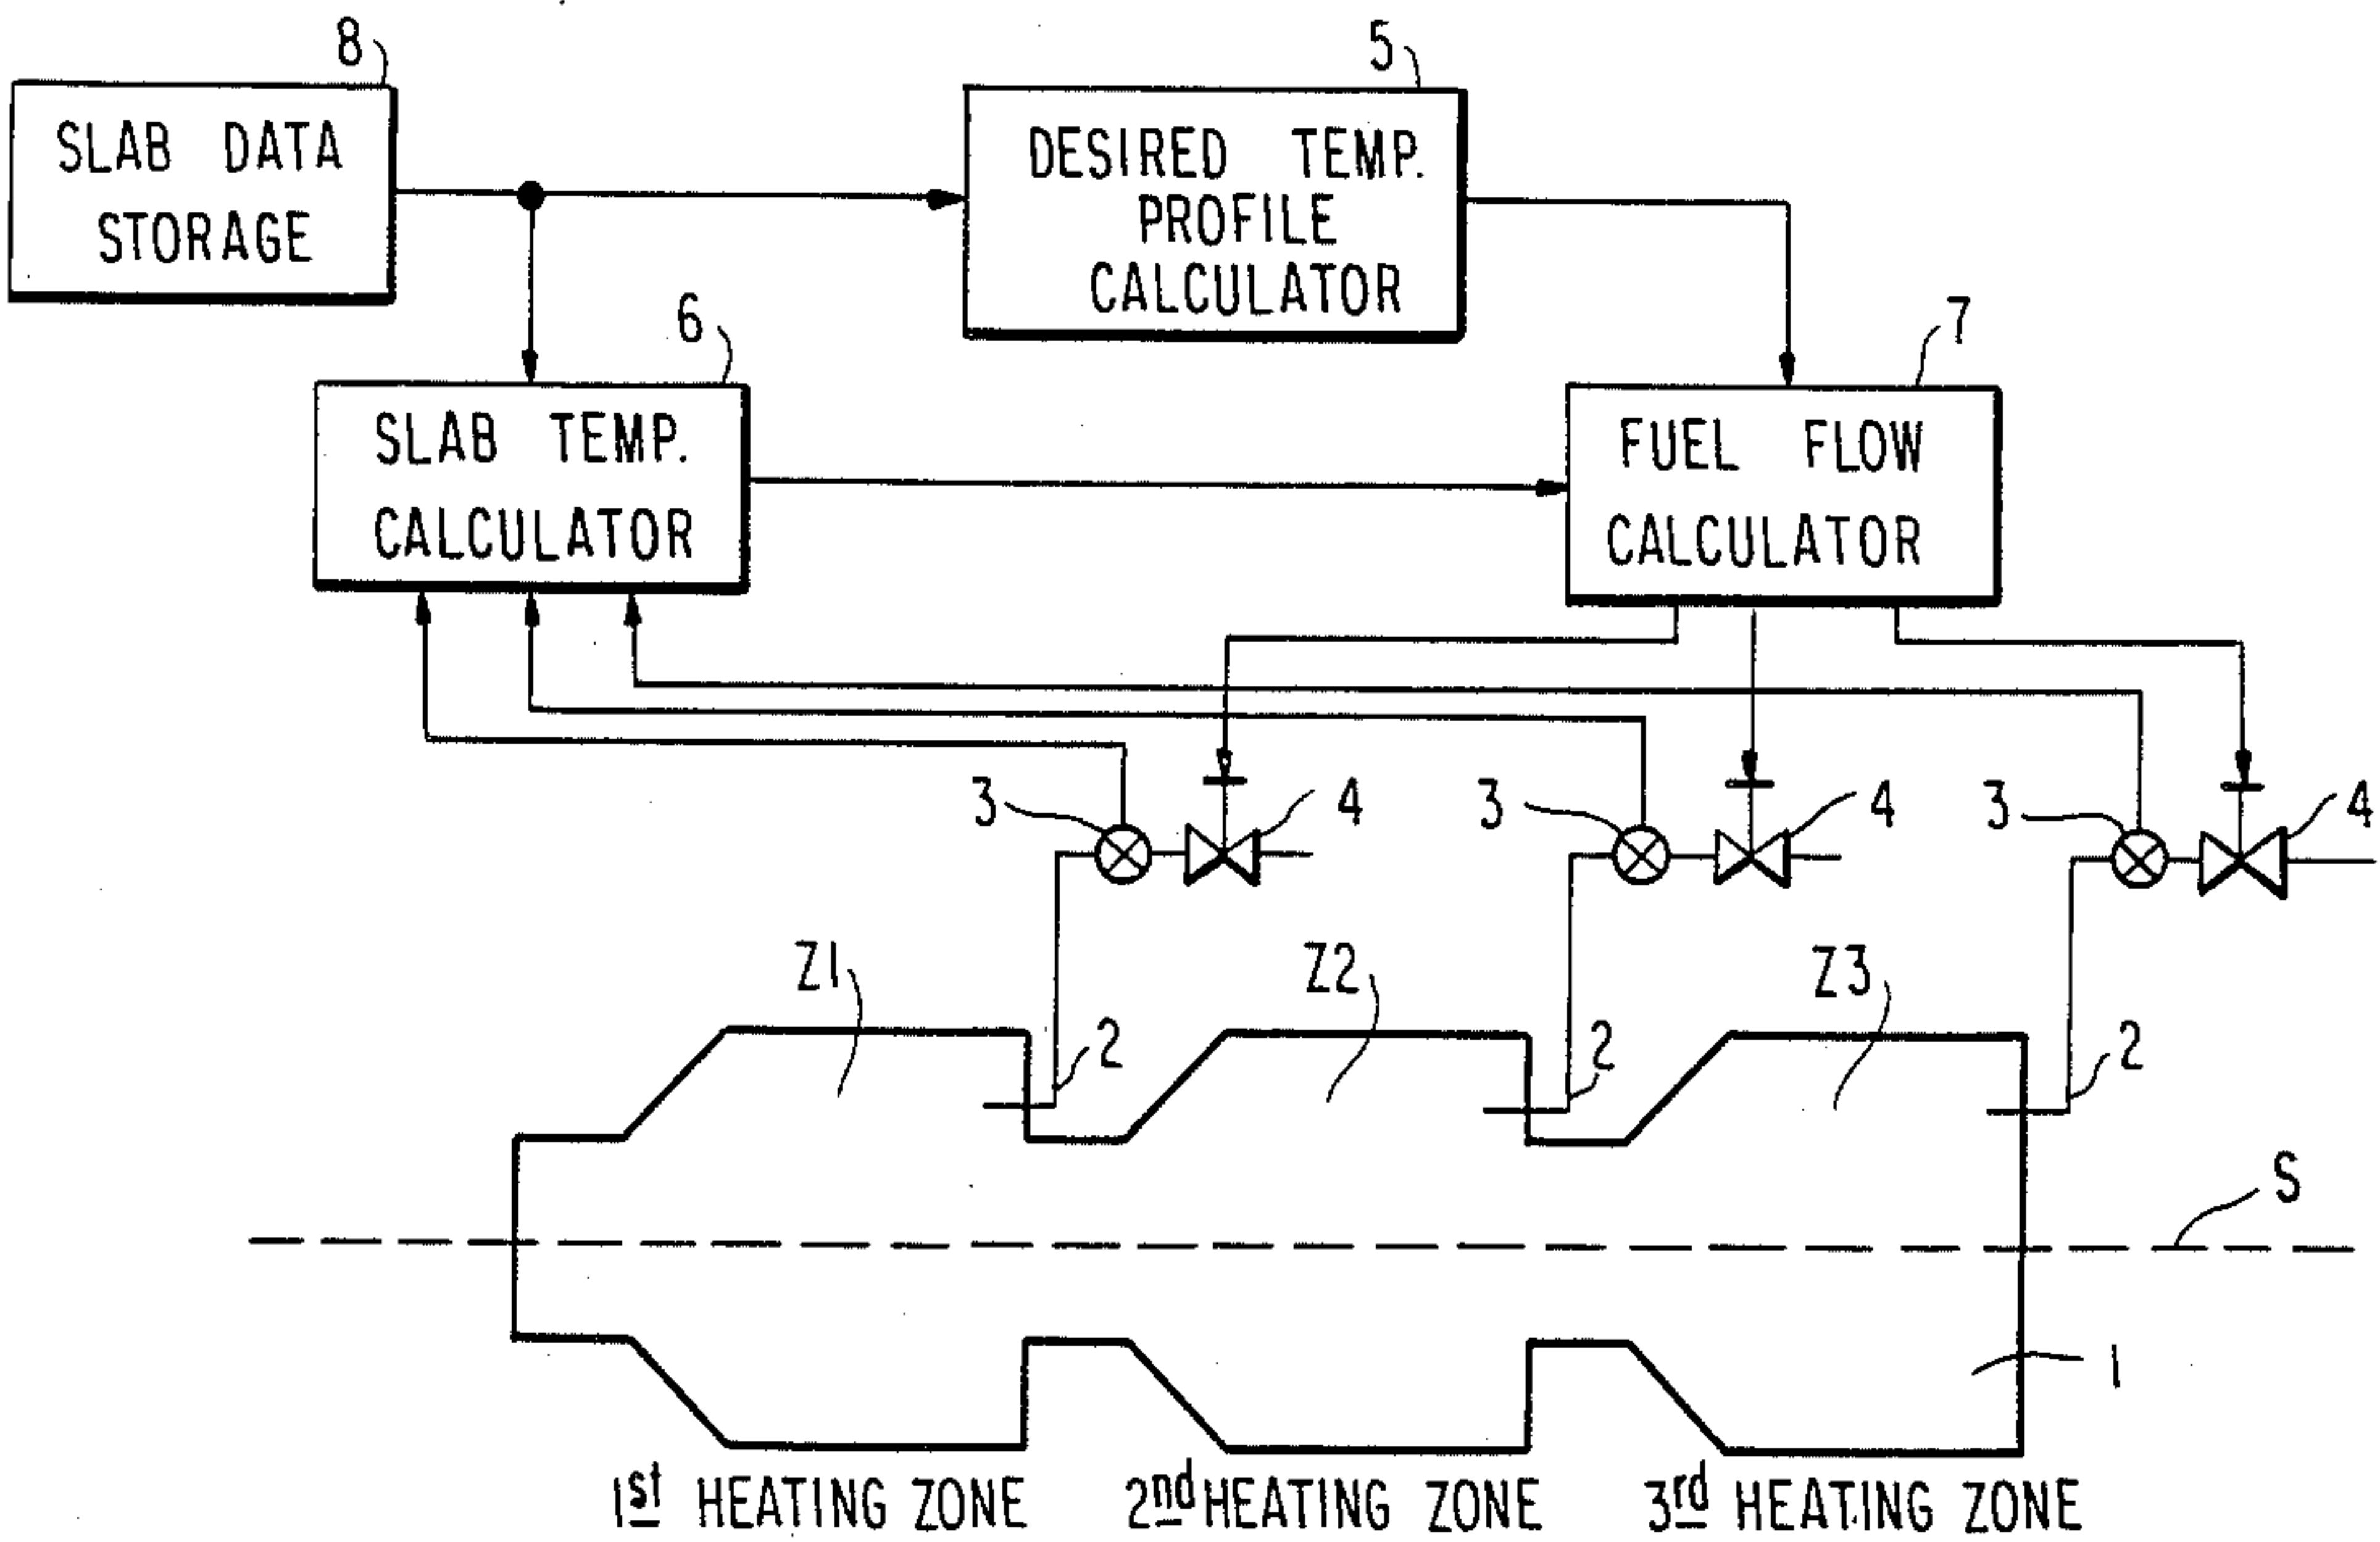 8
SLAB DATA
STORAGE
5
DESIRED TEMP.
PROFILE
CALCULATOR
6
SLAB TEMP.
CALCULATOR
7
FUEL FLOW
CALCULATOR
3
4
3
4
3
4
Z1
Z2
Z3
2
2
2
S
1
1st HEATING ZONE
2nd HEATING ZONE
3rd HEATING ZONE